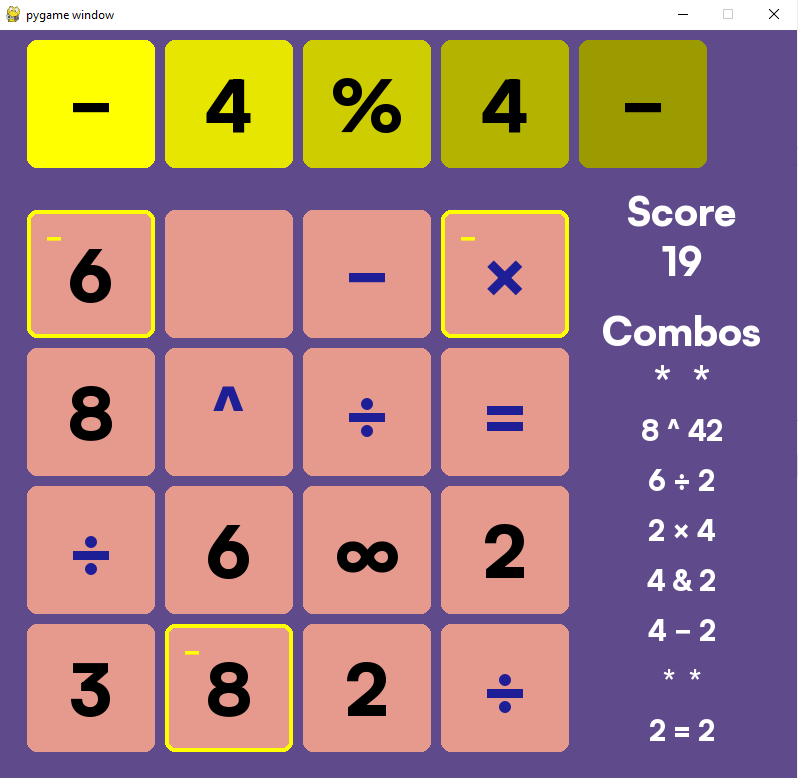 pygame window
- 4 % 4 -
- 6 - - ×
8 ^ ÷ =
÷ 6 ∞ 2
3 - 8 2 ÷
Score
19
Combos
* *
8 ^ 42
6 ÷ 2
2 × 4
4 & 2
4 - 2
* *
2 = 2